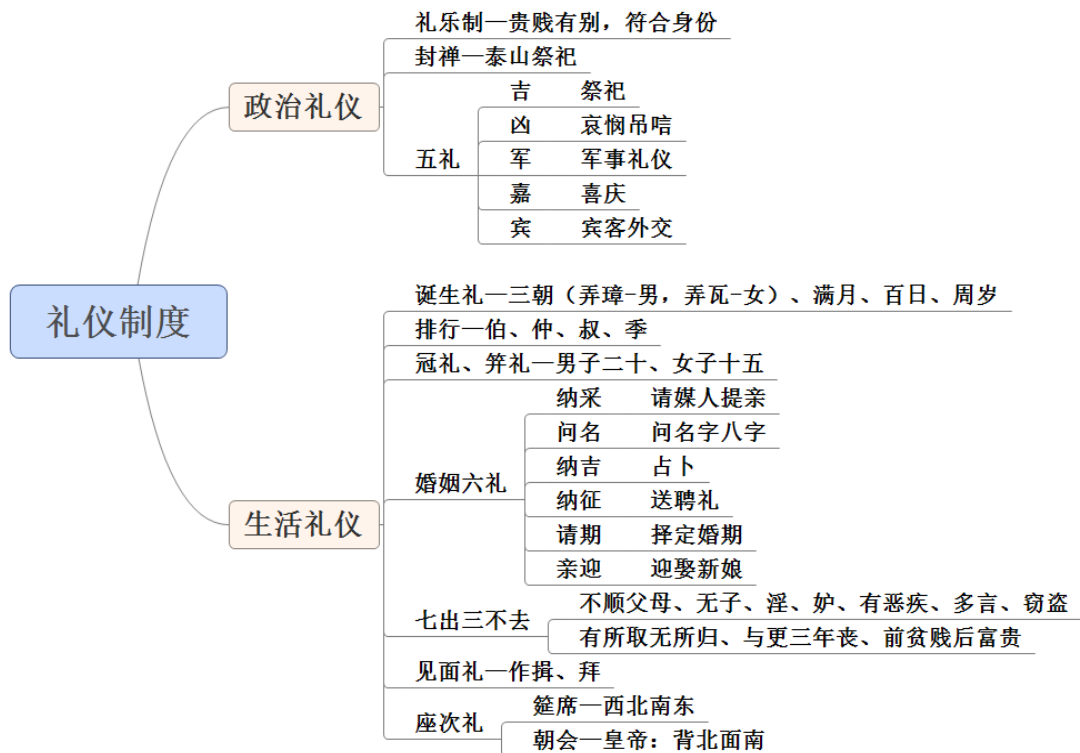 礼仪制度
政治礼仪
礼乐制—贵贱有别，符合身份
封禅—泰山祭祀
五礼
吉 祭祀
凶 哀悯吊唁
军 军事礼仪
嘉 喜庆
宾 宾客外交
生活礼仪
诞生礼—三朝（弄璋-男，弄瓦-女）、满月、百日、周岁
排行—伯、仲、叔、季
冠礼、笄礼—男子二十、女子十五
婚姻六礼
纳采 请媒人提亲
问名 问名字八字
纳吉 占卜
纳征 送聘礼
请期 择定婚期
亲迎 迎娶新娘
七出三不去
不顺父母、无子、淫、妒、有恶疾、多言、窃盗
有所取无所归、与更三年丧、前贫贱后富贵
见面礼—作揖、拜
座次礼
筵席—西北南东
朝会—皇帝：背北面南